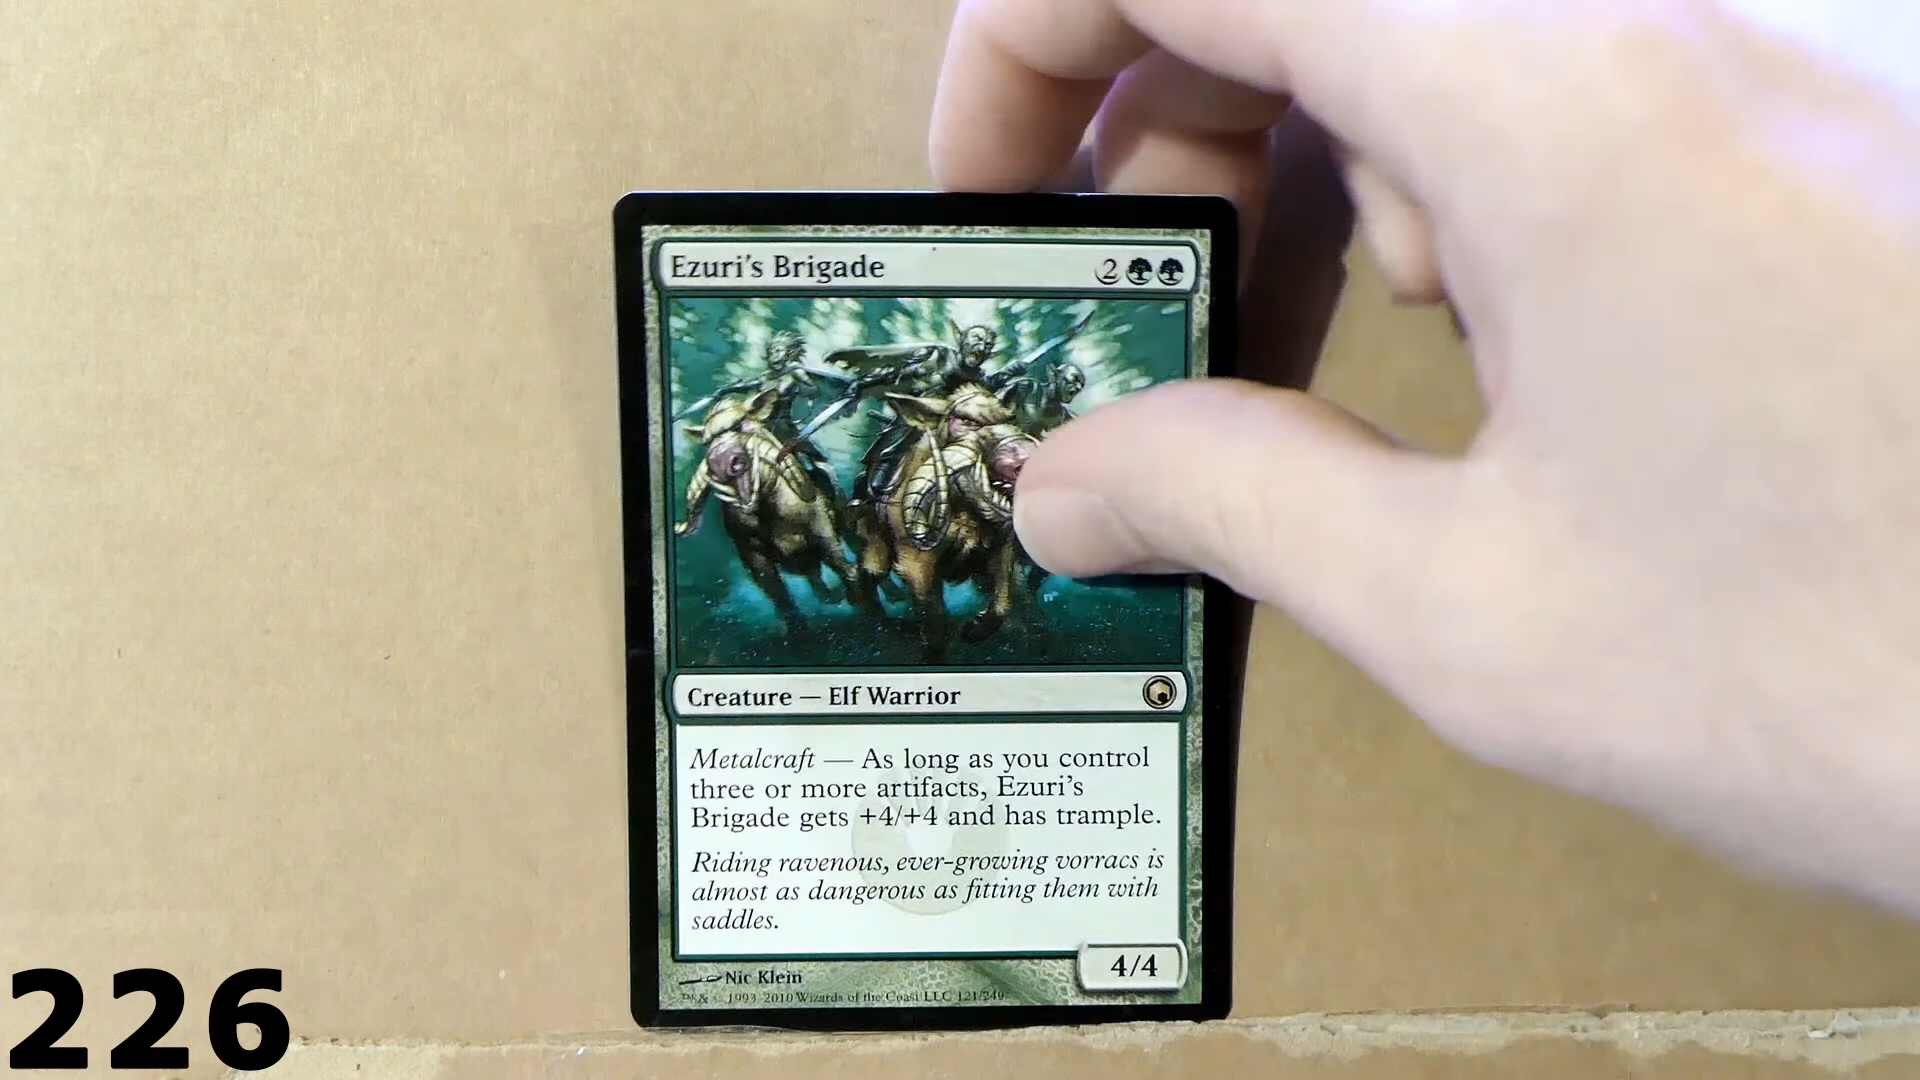 Ezuri's Brigade 2
Creature — Elf Warrior
Metalcraft — As long as you control
three or more artifacts, Ezuri's
Brigade gets +4/+4 and has trample.
Riding ravenous, ever-growing vorracs is
almost as dangerous as fitting them with
saddles.
4/4
Nic Klein
™ & © 1993–2010 Wizards of the Coast LLC 121/249
226